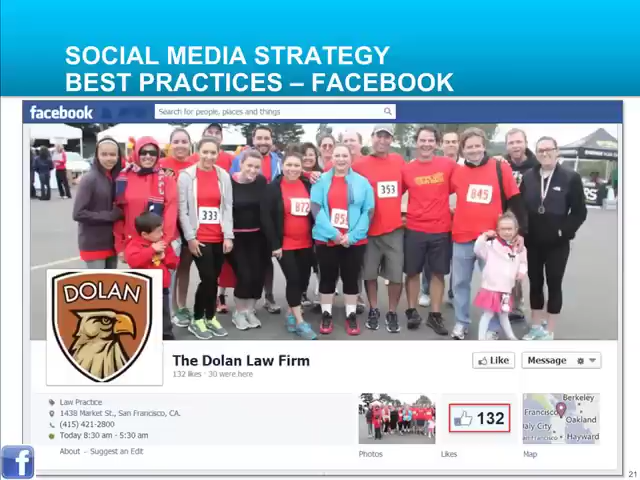 SOCIAL MEDIA STRATEGY
BEST PRACTICES – FACEBOOK
facebook
Search for people, places and things
333
872
85
353
845
DOLAN
The Dolan Law Firm
132 likes · 30 were here
Like
Message
Law Practice
1438 Market St., San Francisco, CA.
(415) 421-2800
Today 8:30 am - 5:30 am
About – Suggest an Edit
132
Photos
Likes
Map
Berkeley
Francisco
Oakland
Daly City
San Francisco
Hayward
f
21